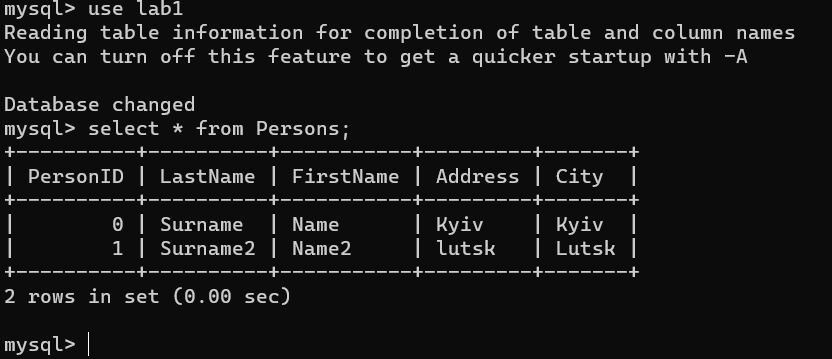 mysql> use lab1
Reading table information for completion of table and column names
You can turn off this feature to get a quicker startup with -A

Database changed
mysql> select * from Persons;
+----------+----------+-----------+---------+-------+
| PersonID | LastName | FirstName | Address | City  |
+----------+----------+-----------+---------+-------+
|        0 | Surname  | Name      | Kyiv    | Kyiv  |
|        1 | Surname2 | Name2     | lutsk   | Lutsk |
+----------+----------+-----------+---------+-------+
2 rows in set (0.00 sec)

mysql>